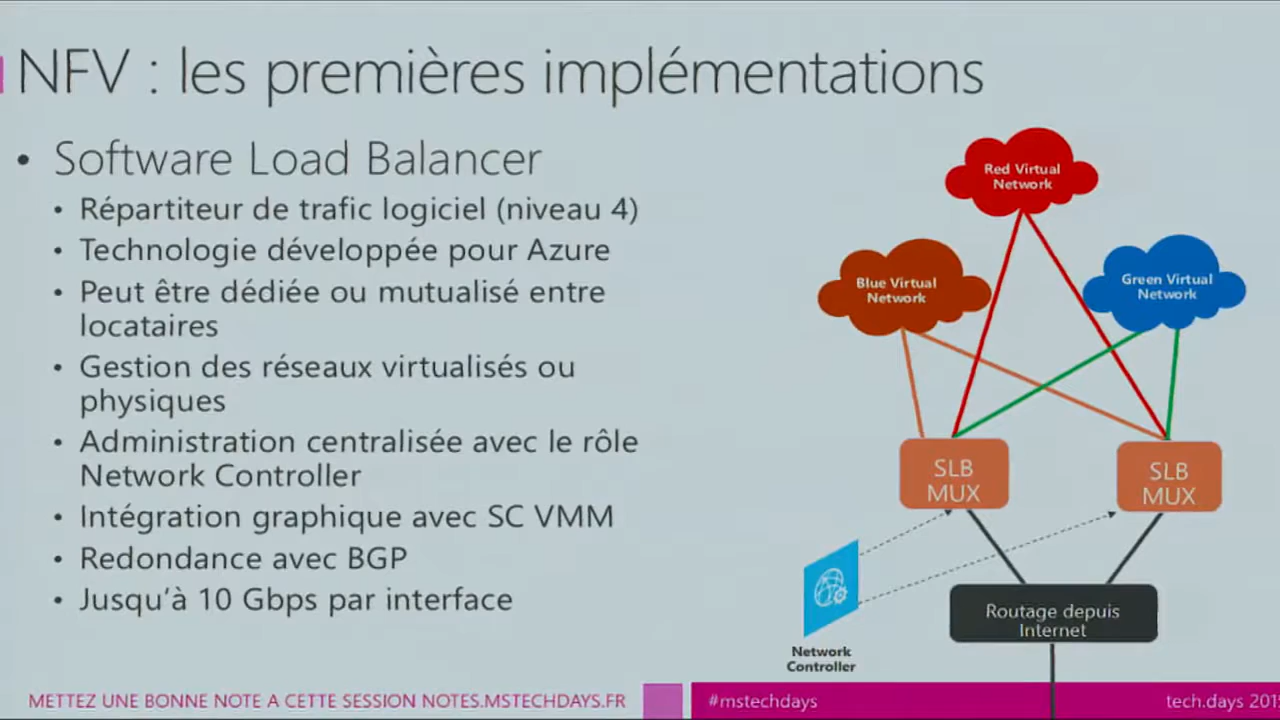 NFV : les premières implémentations
• Software Load Balancer
• Répartiteur de trafic logiciel (niveau 4)
• Technologie développée pour Azure
• Peut être dédiée ou mutualisé entre
locataires
• Gestion des réseaux virtualisés ou
physiques
• Administration centralisée avec le rôle
Network Controller
• Intégration graphique avec SC VMM
• Redondance avec BGP
• Jusqu'à 10 Gbps par interface
Red Virtual
Network
Blue Virtual
Network
Green Virtual
Network
SLB
MUX
SLB
MUX
Routage depuis
Internet
Network
Controller
METTEZ UNE BONNE NOTE A CETTE SESSION NOTES.MSTECHDAYS.FR
#mstechdays
tech.days 2015